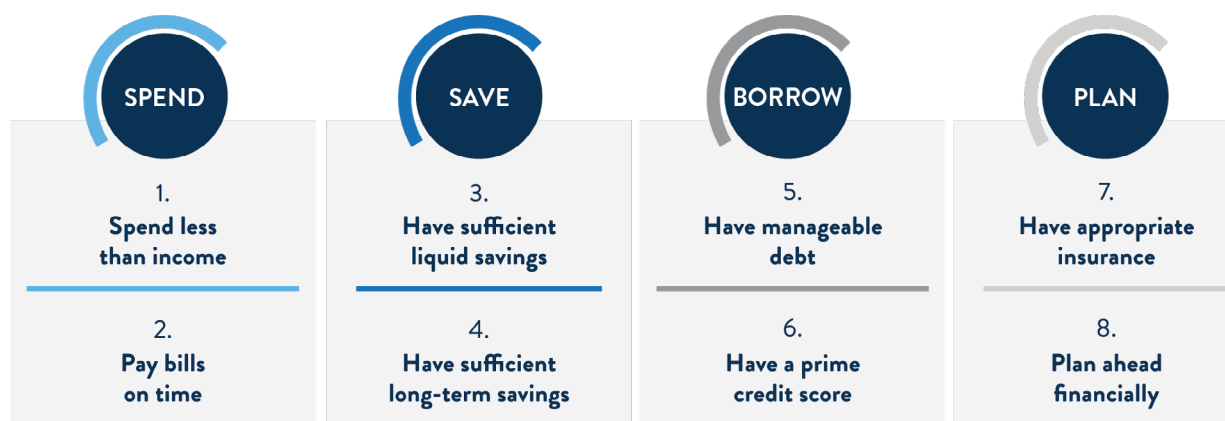 SPEND
1.
Spend less
than income
2.
Pay bills
on time
SAVE
3.
Have sufficient
liquid savings
4.
Have sufficient
long-term savings
BORROW
5.
Have manageable
debt
6.
Have a prime
credit score
PLAN
7.
Have appropriate
insurance
8.
Plan ahead
financially